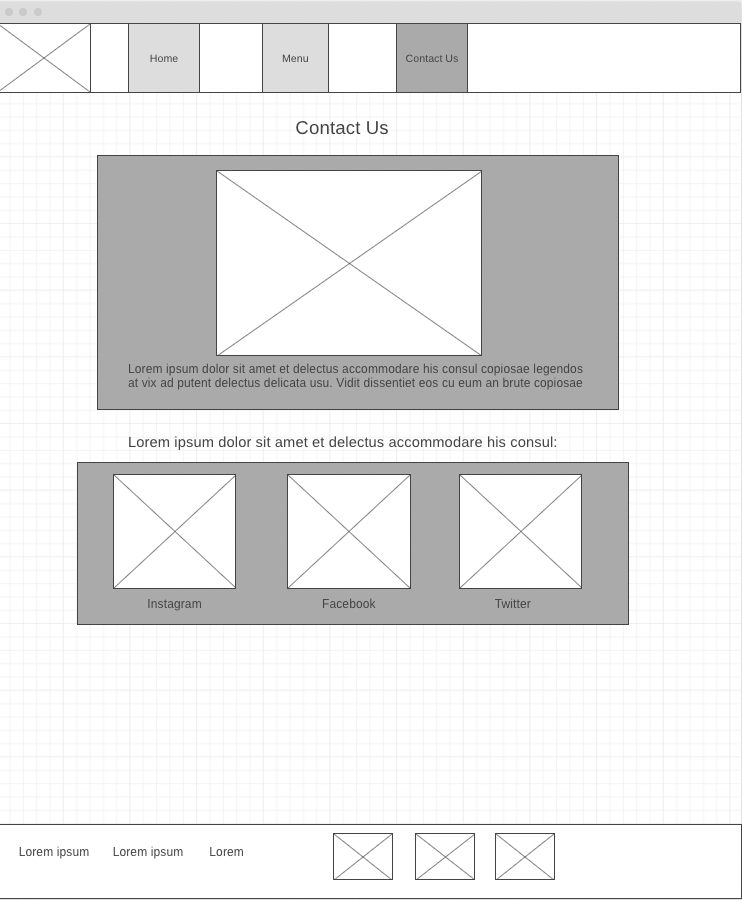 Home
Menu
Contact Us
Contact Us
Lorem ipsum dolor sit amet et delectus accommodare his consul copiosae legendos
at vix ad putent delectus delicata usu. Vidit dissentiet eos cu eum an brute copiosae
Lorem ipsum dolor sit amet et delectus accommodare his consul:
Instagram
Facebook
Twitter
Lorem ipsum
Lorem ipsum
Lorem